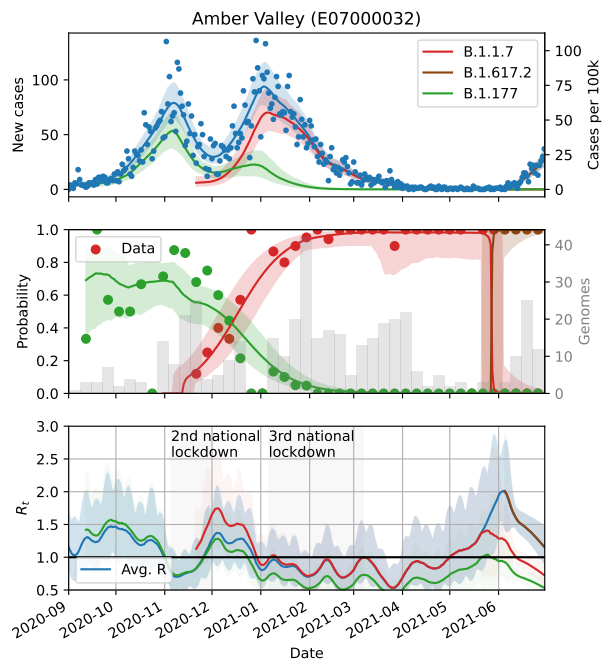 Amber Valley (E07000032)
New cases
100
50
0
B.1.1.7
B.1.617.2
B.1.177
100
75
50
25
0
Cases per 100k
Probability
1.0
0.8
0.6
0.4
0.2
0.0
Data
40
30
20
10
0
Genomes
R_t
3.0
2.5
2.0
1.5
1.0
0.5
2nd national
lockdown
3rd national
lockdown
Avg. R
2020-09
2020-10
2020-11
2020-12
2021-01
2021-02
2021-03
2021-04
2021-05
2021-06
Date